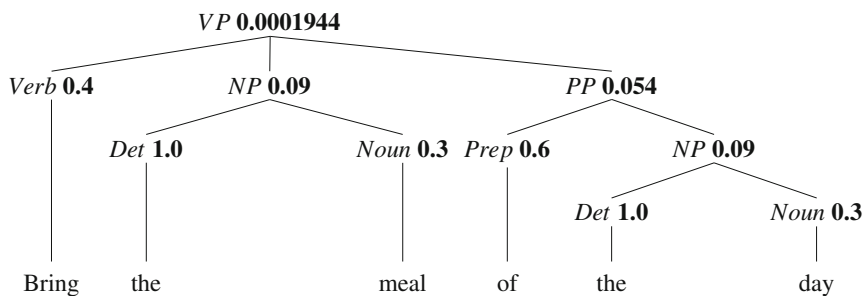 VP 0.0001944
Verb 0.4 NP 0.09 PP 0.054
Det 1.0 Noun 0.3 Prep 0.6 NP 0.09
Det 1.0 Noun 0.3
Bring the meal of the day